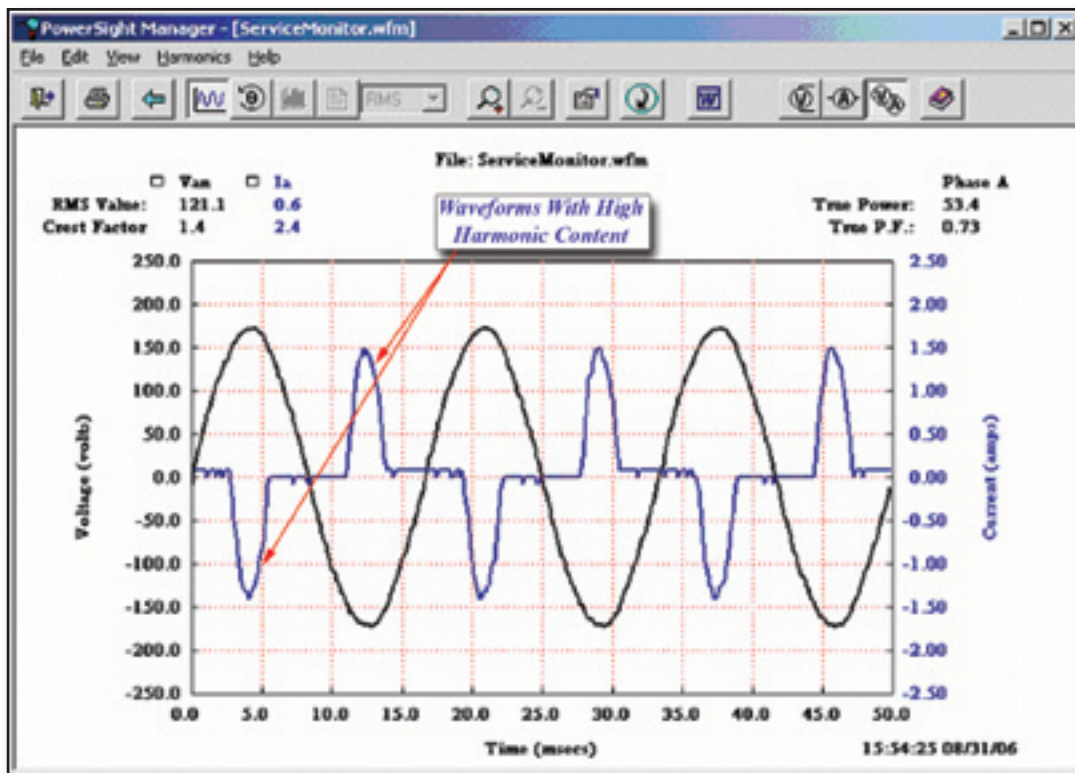 PowerSight Manager - [ServiceMonitor.wfm]
File Edit View Harmonics Help
RMS
W
File: ServiceMonitor.wfm
Van Ia
RMS Value: 121.1 0.6
Crest Factor 1.4 2.4
Waveforms With High
Harmonic Content
Phase A
True Power: 53.4
True P.F.: 0.73
250.0
200.0
150.0
100.0
50.0
0.0
-50.0
-100.0
-150.0
-200.0
-250.0
Voltage (volts)
2.50
2.00
1.50
1.00
0.50
0.00
-0.50
-1.00
-1.50
-2.00
-2.50
Current (amps)
0.0 5.0 10.0 15.0 20.0 25.0 30.0 35.0 40.0 45.0 50.0
Time (msecs)
15:54:25 08/31/06